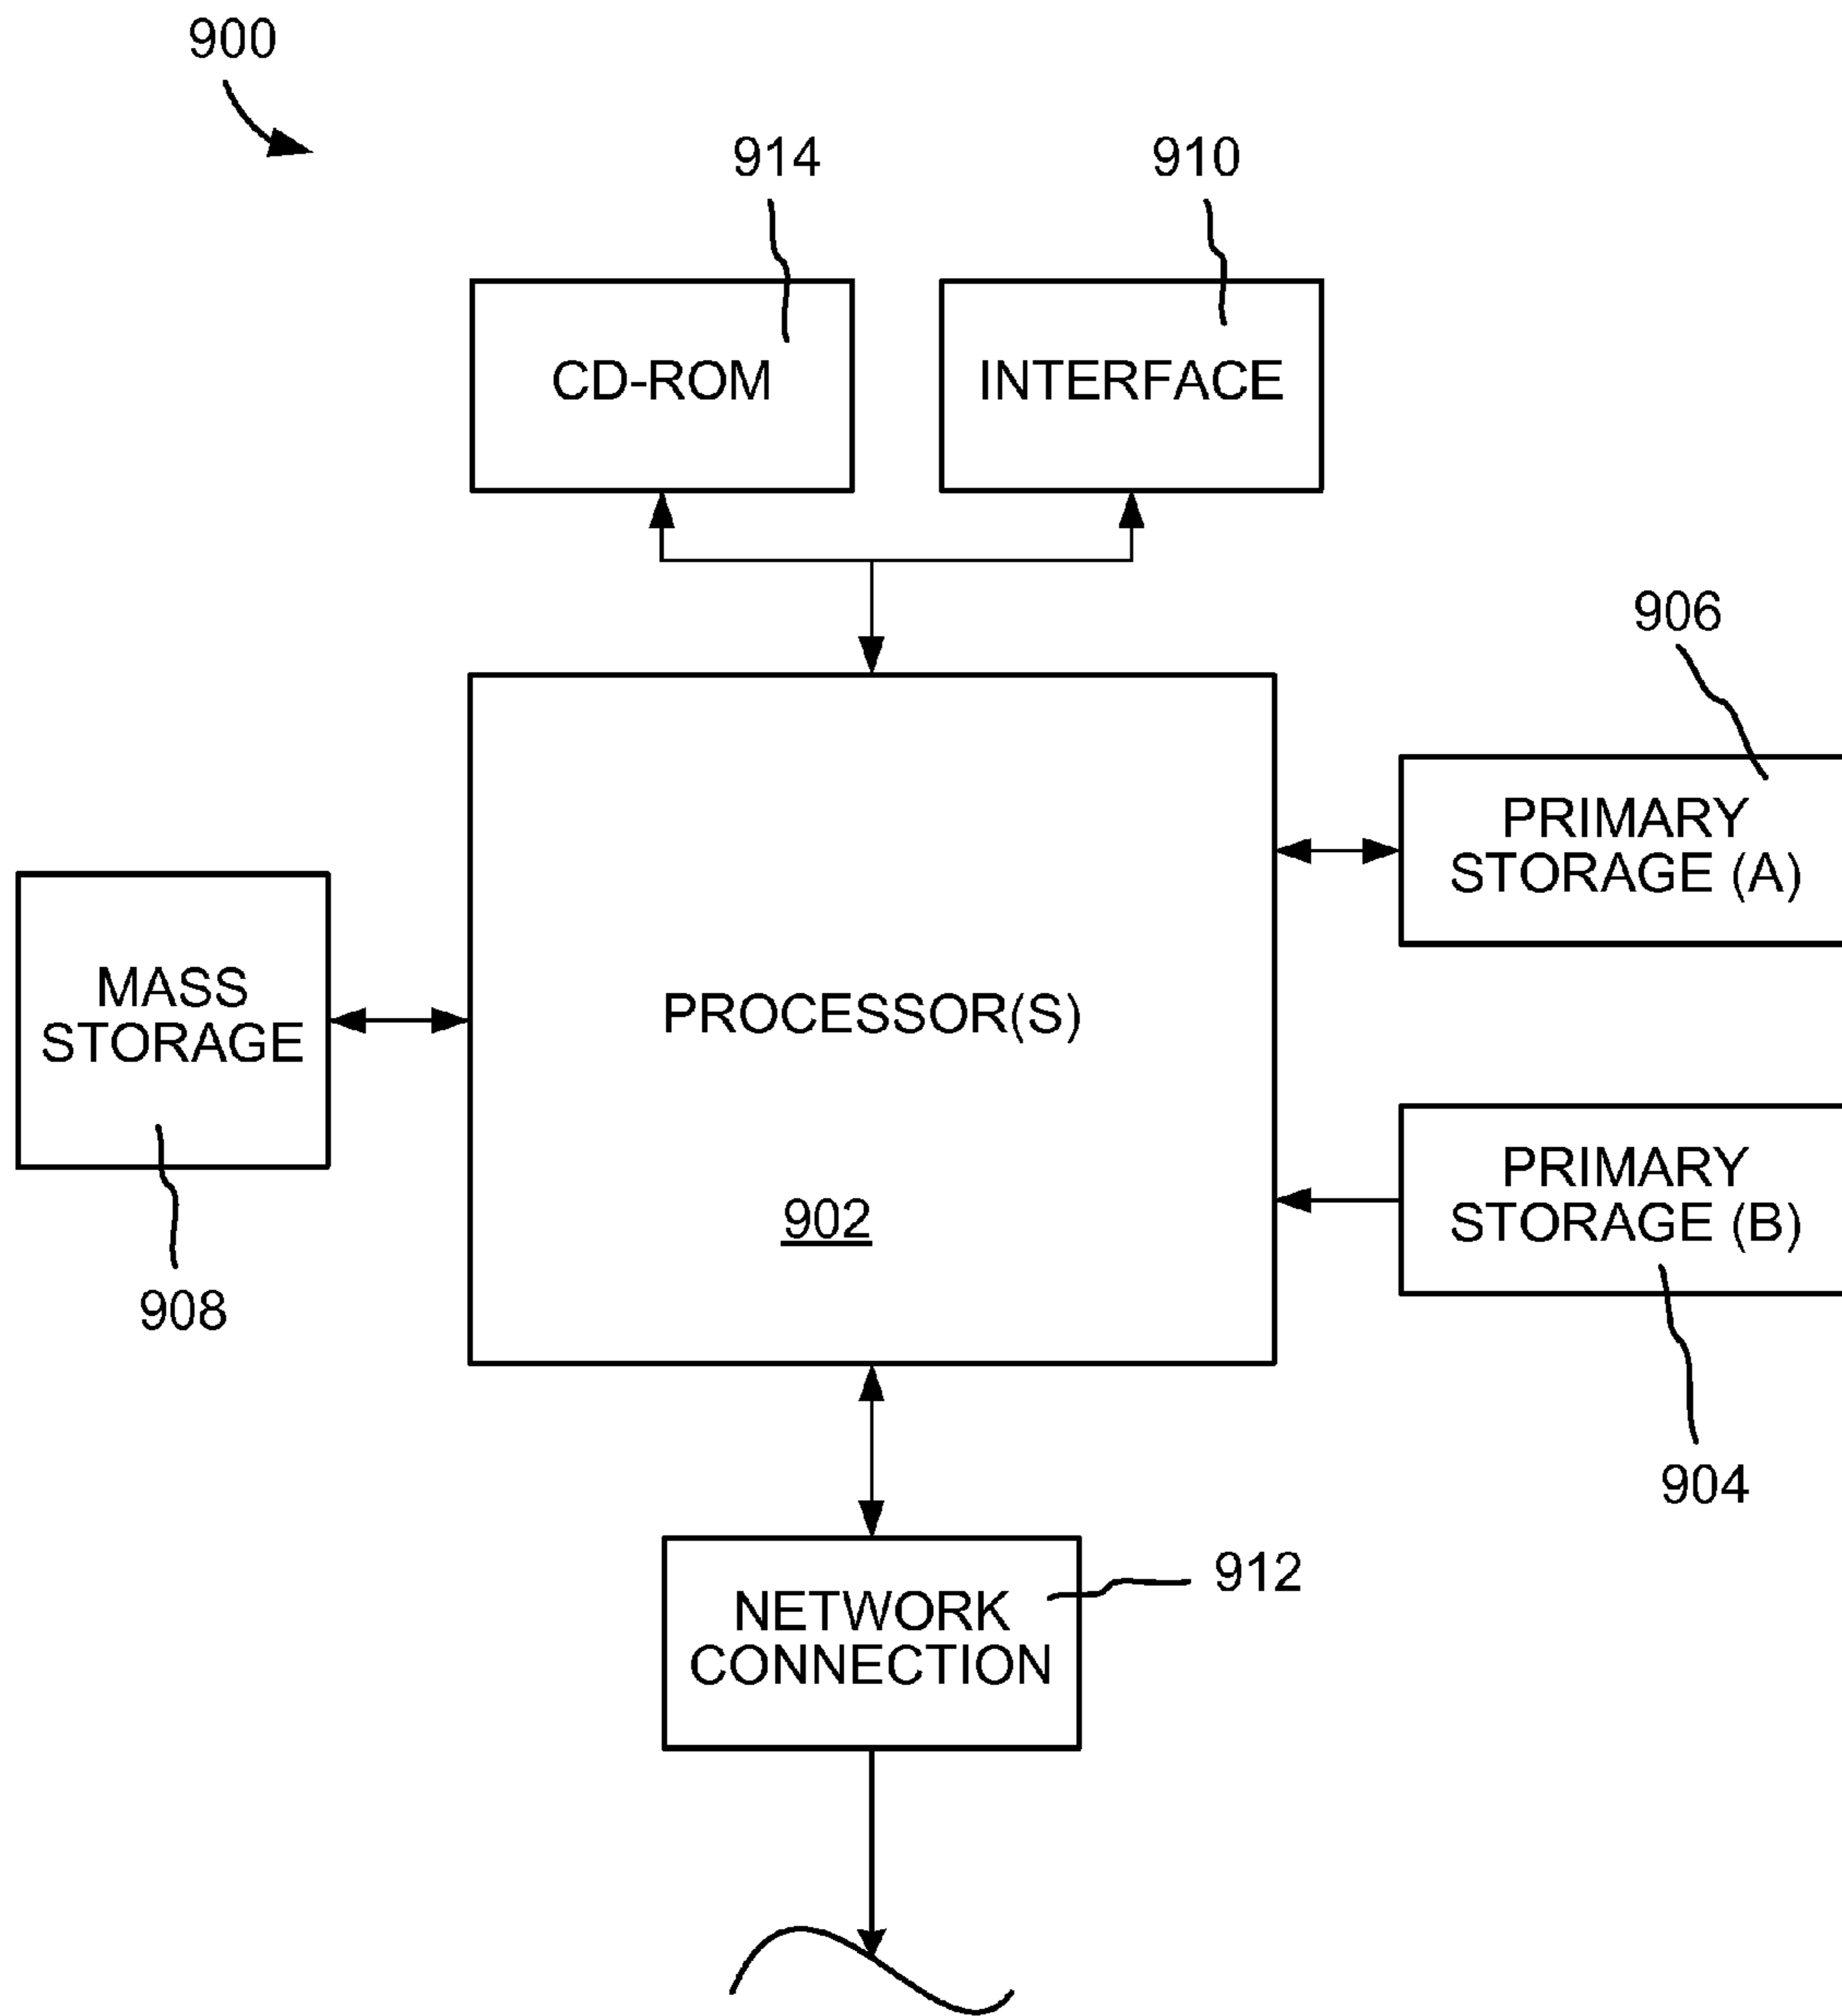 900
914
910
CD-ROM
INTERFACE
906
PRIMARY
STORAGE (A)
MASS
STORAGE
PROCESSOR(S)
902
PRIMARY
STORAGE (B)
908
904
912
NETWORK
CONNECTION